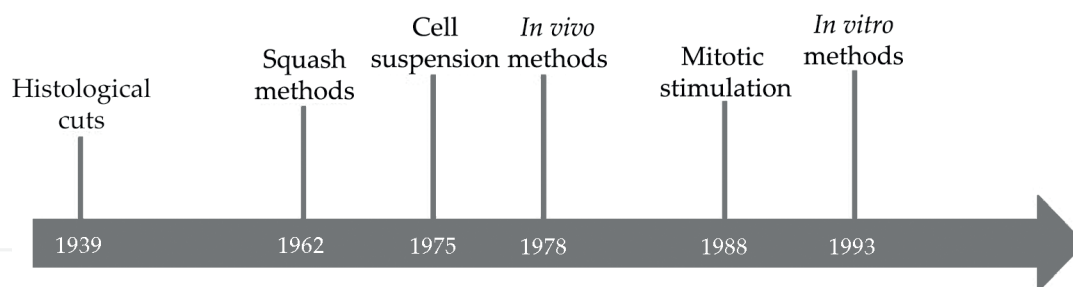 Histological
cuts
Squash
methods
Cell
suspension
In vivo
methods
Mitotic
stimulation
In vitro
methods
1939
1962
1975
1978
1988
1993